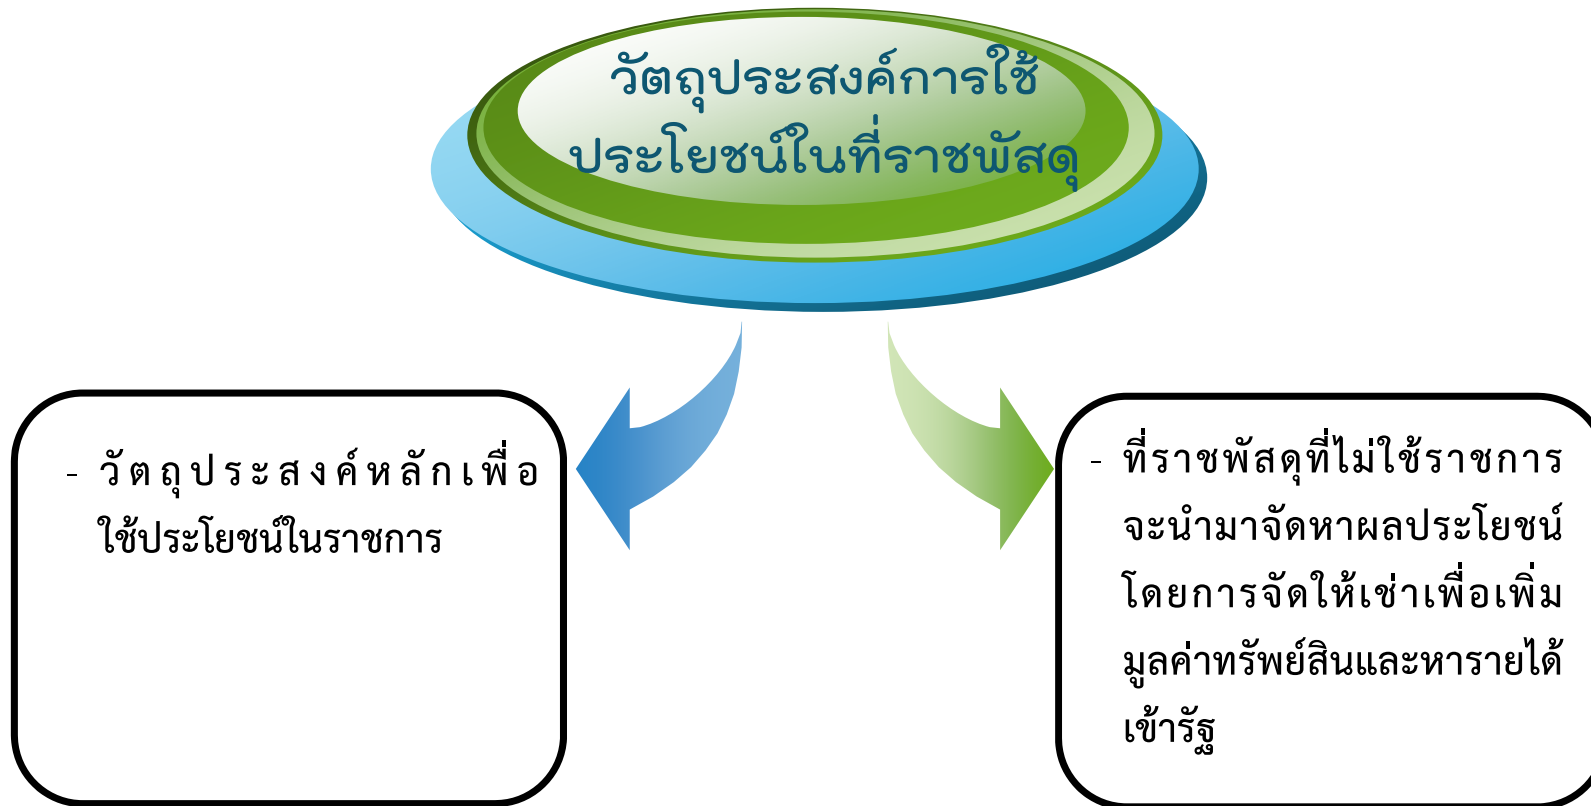 วัตถุประสงค์การใช้
ประโยชน์ในที่ราชพัสดุ
- วัตถุประสงค์หลักเพื่อ
ใช้ประโยชน์ในราชการ
- ที่ราชพัสดุที่ไม่ใช้ราชการ
จะนำมาจัดหาผลประโยชน์
โดยการจัดให้เช่าเพื่อเพิ่ม
มูลค่าทรัพย์สินและหารายได้
เข้ารัฐ